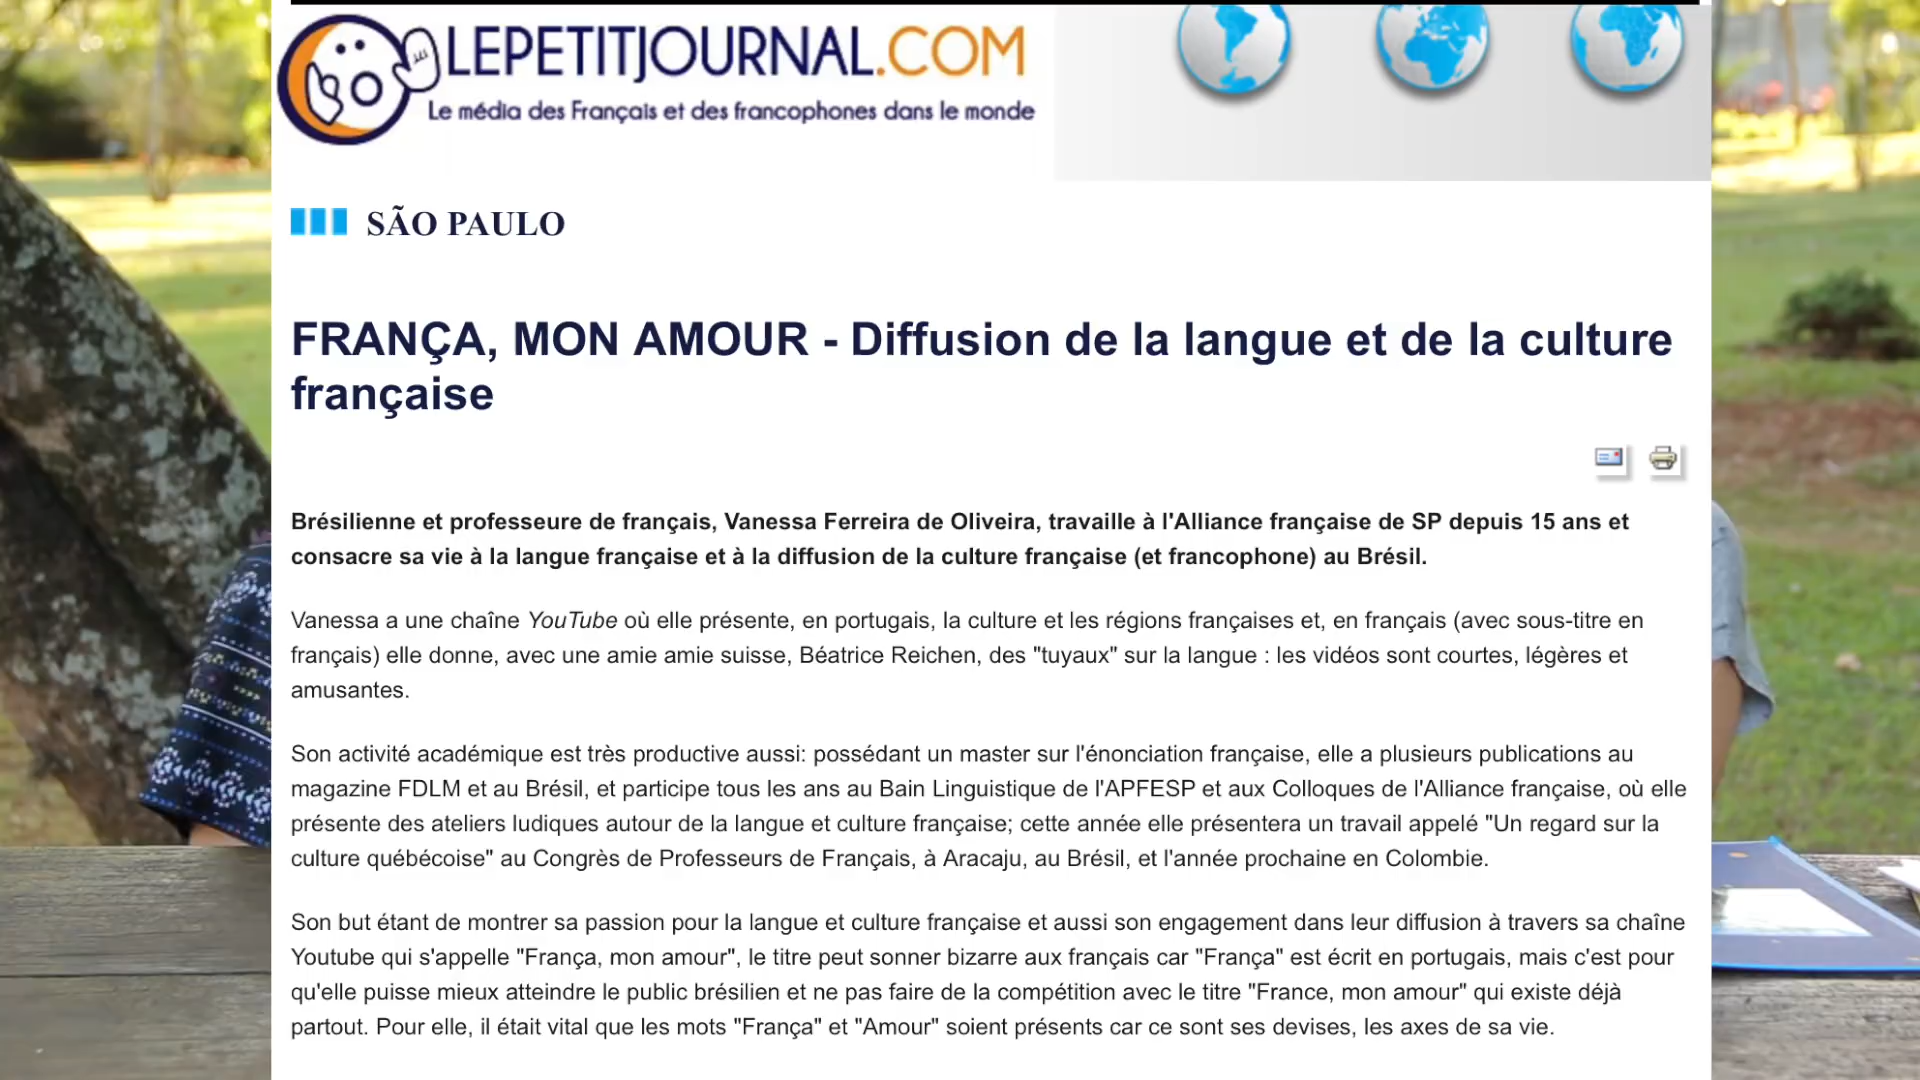 LEPETITJOURNAL.COM
Le média des Français et des francophones dans le monde
SÃO PAULO
FRANÇA, MON AMOUR - Diffusion de la langue et de la culture
française
Brésilienne et professeure de français, Vanessa Ferreira de Oliveira, travaille à l'Alliance française de SP depuis 15 ans et
consacre sa vie à la langue française et à la diffusion de la culture française (et francophone) au Brésil.
Vanessa a une chaîne YouTube où elle présente, en portugais, la culture et les régions françaises et, en français (avec sous-titre en
français) elle donne, avec une amie amie suisse, Béatrice Reichen, des "tuyaux" sur la langue : les vidéos sont courtes, légères et
amusantes.
Son activité académique est très productive aussi: possédant un master sur l'énonciation française, elle a plusieurs publications au
magazine FDLM et au Brésil, et participe tous les ans au Bain Linguistique de l'APFESP et aux Colloques de l'Alliance française, où elle
présente des ateliers ludiques autour de la langue et culture française; cette année elle présentera un travail appelé "Un regard sur la
culture québécoise" au Congrès de Professeurs de Français, à Aracaju, au Brésil, et l'année prochaine en Colombie.
Son but étant de montrer sa passion pour la langue et culture française et aussi son engagement dans leur diffusion à travers sa chaîne
Youtube qui s'appelle "França, mon amour", le titre peut sonner bizarre aux français car "França" est écrit en portugais, mais c'est pour
qu'elle puisse mieux atteindre le public brésilien et ne pas faire de la compétition avec le titre "France, mon amour" qui existe déjà
partout. Pour elle, il était vital que les mots "França" et "Amour" soient présents car ce sont ses devises, les axes de sa vie.